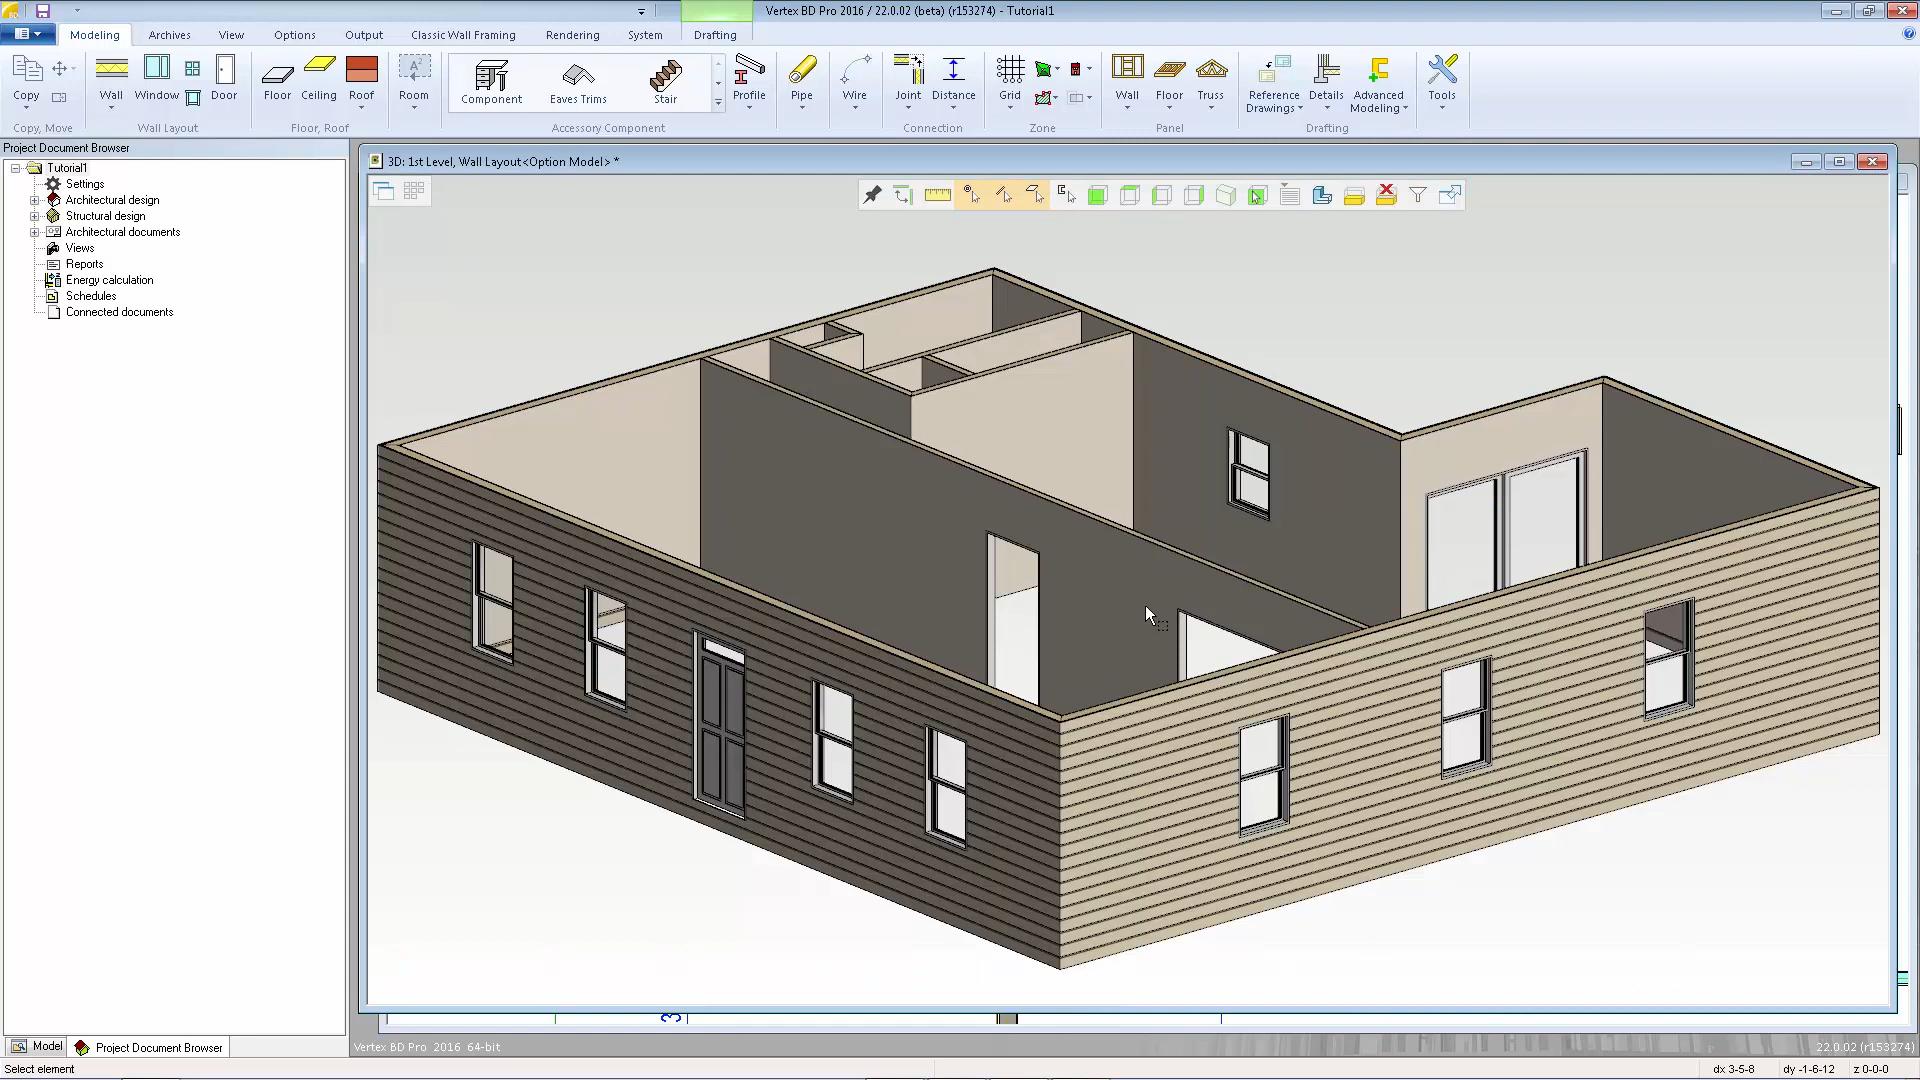 Vertex BD Pro 2016 / 22.0.02 (beta) (r153274) - Tutorial1
Modeling Archives View Options Output Classic Wall Framing Rendering System Drafting
Copy Wall Window Door Floor Ceiling Roof Room Component Eaves Trims Stair Profile Pipe Wire Joint Distance Grid Wall Floor Truss Reference Drawings Details Advanced Modeling Tools
Copy, Move Wall Layout Floor, Roof Accessory Component Connection Zone Panel Drafting
Project Document Browser
3D: 1st Level, Wall Layout<Option Model> *
Tutorial1
Settings
Architectural design
Structural design
Architectural documents
Views
Reports
Energy calculation
Schedules
Connected documents
3
Model Project Document Browser
Vertex BD Pro 2016 64-bit
22.0.02 (r153274)
Select element
dx 3-5-8 dy -1-6-12 z 0-0-0